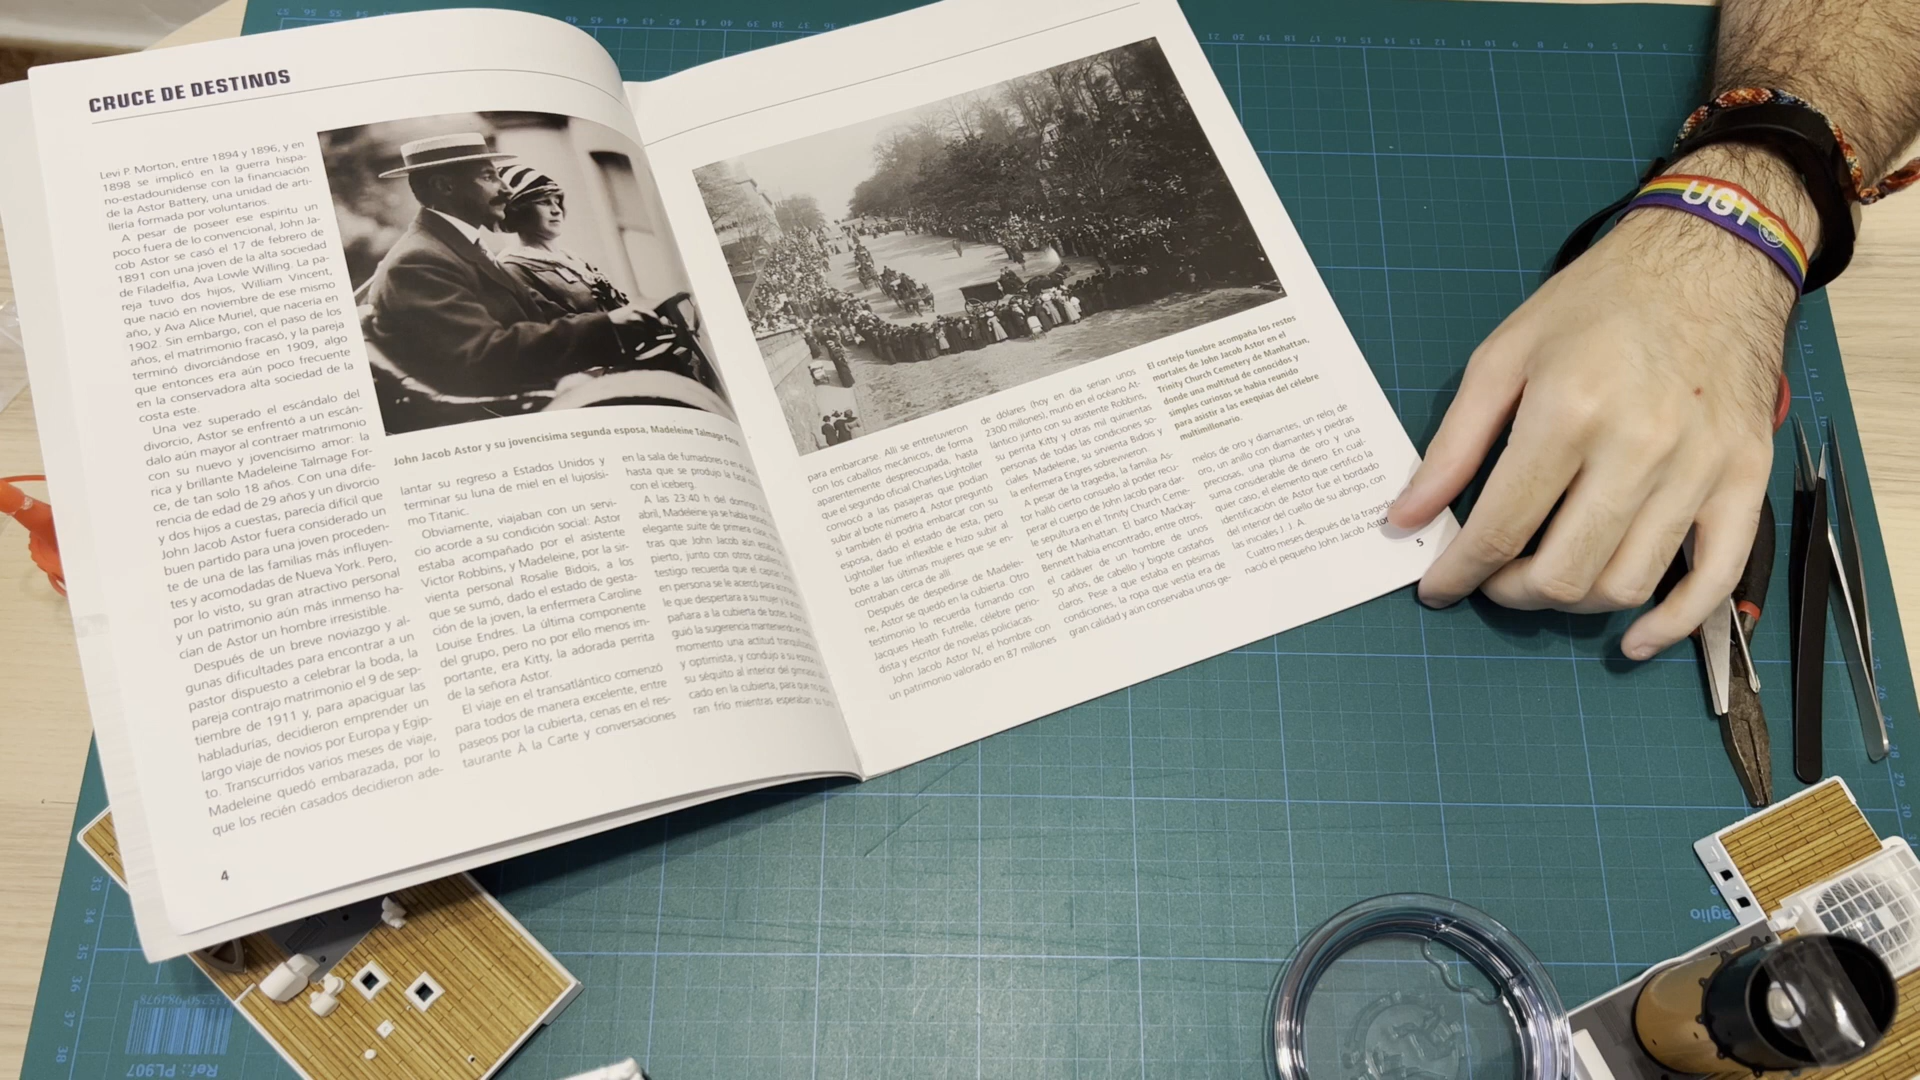 CRUCE DE DESTINOS
Levi P. Morton, entre 1894 y 1896, y en
1898 se implicó en la guerra hispa-
no-estadounidense con la financiación
de la Astor Battery, una unidad de arti-
llería formada por voluntarios.
A pesar de poseer ese espíritu un
poco fuera de lo convencional, John Ja-
cob Astor se casó el 17 de febrero de
1891 con una joven de la alta sociedad
de Filadelfia, Ava Lowle Willing. La pa-
reja tuvo dos hijos, William Vincent,
que nació en noviembre de ese mismo
año, y Ava Alice Muriel, que nacería en
1902. Sin embargo, con el paso de los
años, el matrimonio fracasó, y la pareja
terminó divorciándose en 1909, algo
que entonces era aún poco frecuente
en la conservadora alta sociedad de la
costa este.
Una vez superado el escándalo del
divorcio, Astor se enfrentó a un escán-
dalo aún mayor al contraer matrimonio
con su nuevo y jovencísimo amor: la
rica y brillante Madeleine Talmage For-
ce, de tan solo 18 años. Con una dife-
rencia de edad de 29 años y un divorcio
y dos hijos a cuestas, parecía difícil que
John Jacob Astor fuera considerado un
buen partido para una joven proceden-
te de una de las familias más influyen-
tes y acomodadas de Nueva York. Pero,
por lo visto, su gran atractivo personal
y un patrimonio aún más inmenso ha-
cían de Astor un hombre irresistible.
Después de un breve noviazgo y al-
gunas dificultades para encontrar a un
pastor dispuesto a celebrar la boda, la
pareja contrajo matrimonio el 9 de sep-
tiembre de 1911 y, para apaciguar las
habladurías, decidieron emprender un
largo viaje de novios por Europa y Egip-
to. Transcurridos varios meses de viaje,
Madeleine quedó embarazada, por lo
que los recién casados decidieron ade-
John Jacob Astor y su jovencísima segunda esposa, Madeleine Talmage
lantar su regreso a Estados Unidos y
terminar su luna de miel en el lujosísi-
mo Titanic.
Obviamente, viajaban con un servi-
cio acorde a su condición social: Astor
estaba acompañado por el asistente
Victor Robbins, y Madeleine, por la sir-
vienta personal Rosalie Bidois, a los
que se sumó, dado el estado de gesta-
ción de la joven, la enfermera Caroline
Louise Endres. La última componente
del grupo, pero no por ello menos im-
portante, era Kitty, la adorada perrita
de la señora Astor.
El viaje en el transatlántico comenzó
para todos de manera excelente, entre
paseos por la cubierta, cenas en el res-
taurante À la Carte y conversaciones
en la sala de fumadores o en
hasta que se produjo la fatal
con el iceberg.
A las 23:40 h del domingo
abril, Madeleine ya se había
elegante suite de primera
tras que John Jacob aún
pierto, junto con otros
testigo recuerda que el
en persona se le acercó para
le que despertara a su mujer y la
pañara a la cubierta de botes. Astor
guió la sugerencia manteniendo
momento una actitud
y optimista, y condujo a su esposa
su séquito al interior del gimnasio
cado en la cubierta, para que no
ran frío mientras esperaban su
para embarcarse. Allí se entretuvieron
con los caballos mecánicos, de forma
aparentemente despreocupada, hasta
que el segundo oficial Charles Lightoller
convocó a las pasajeras que podían
subir al bote número 4. Astor preguntó
si también él podría embarcar con su
esposa, dado el estado de esta, pero
Lightoller fue inflexible e hizo subir al
bote a las últimas mujeres que se en-
contraban cerca de allí.
Después de despedirse de Madelei-
ne, Astor se quedó en la cubierta. Otro
testimonio lo recuerda fumando con
Jacques Heath Futrelle, célebre perio-
dista y escritor de novelas policíacas.
John Jacob Astor IV, el hombre con
un patrimonio valorado en 87 millones
de dólares (hoy en día serían unos
2300 millones), murió en el océano At-
lántico junto con su asistente Robbins,
su perrita Kitty y otras mil quinientas
personas de todas las condiciones so-
ciales. Madeleine, su sirvienta Bidois y
la enfermera Engres sobrevivieron.
A pesar de la tragedia, la familia As-
tor halló cierto consuelo al poder recu-
perar el cuerpo de John Jacob para dar-
le sepultura en el Trinity Church Ceme-
tery de Manhattan. El barco Mackay-
Bennett había encontrado, entre otros,
el cadáver de un hombre de unos
50 años, de cabello y bigote castaños
claros. Pese a que estaba en pésimas
condiciones, la ropa que vestía era de
gran calidad y aún conservaba unos ge-
El cortejo fúnebre acompaña los restos
mortales de John Jacob Astor en el
Trinity Church Cemetery de Manhattan,
donde una multitud de conocidos y
simples curiosos se había reunido
para asistir a las exequias del célebre
multimillonario.
melos de oro y diamantes, un reloj de
oro, un anillo con diamantes y piedras
preciosas, una pluma de oro y una
suma considerable de dinero. En cual-
quier caso, el elemento que certificó la
identificación de Astor fue el bordado
del interior del cuello de su abrigo, con
las iniciales J. J. A.
Cuatro meses después de la tragedia
nació el pequeño John Jacob Astor
4
5
UGT
Ref.: PL907